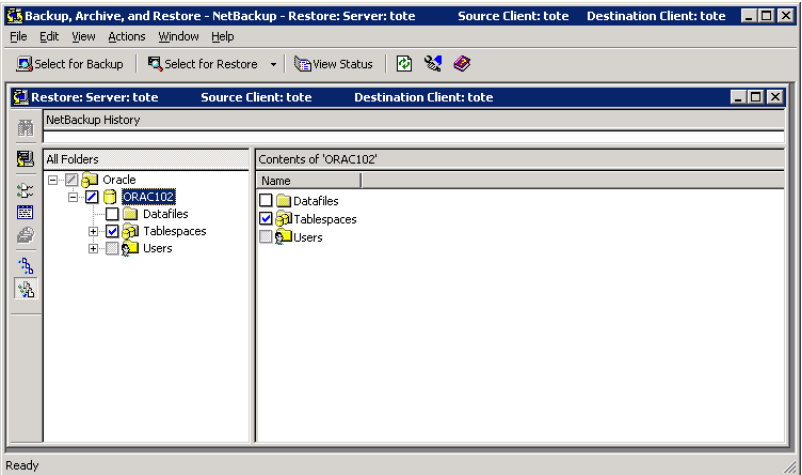 Backup, Archive, and Restore - NetBackup - Restore: Server: tote Source Client: tote Destination Client: tote
File Edit View Actions Window Help
Select for Backup Select for Restore View Status
Restore: Server: tote Source Client: tote Destination Client: tote
NetBackup History
All Folders
Contents of 'ORAC102'
Oracle
ORAC102
Datafiles
Tablespaces
Users
Name
Datafiles
Tablespaces
Users
Ready